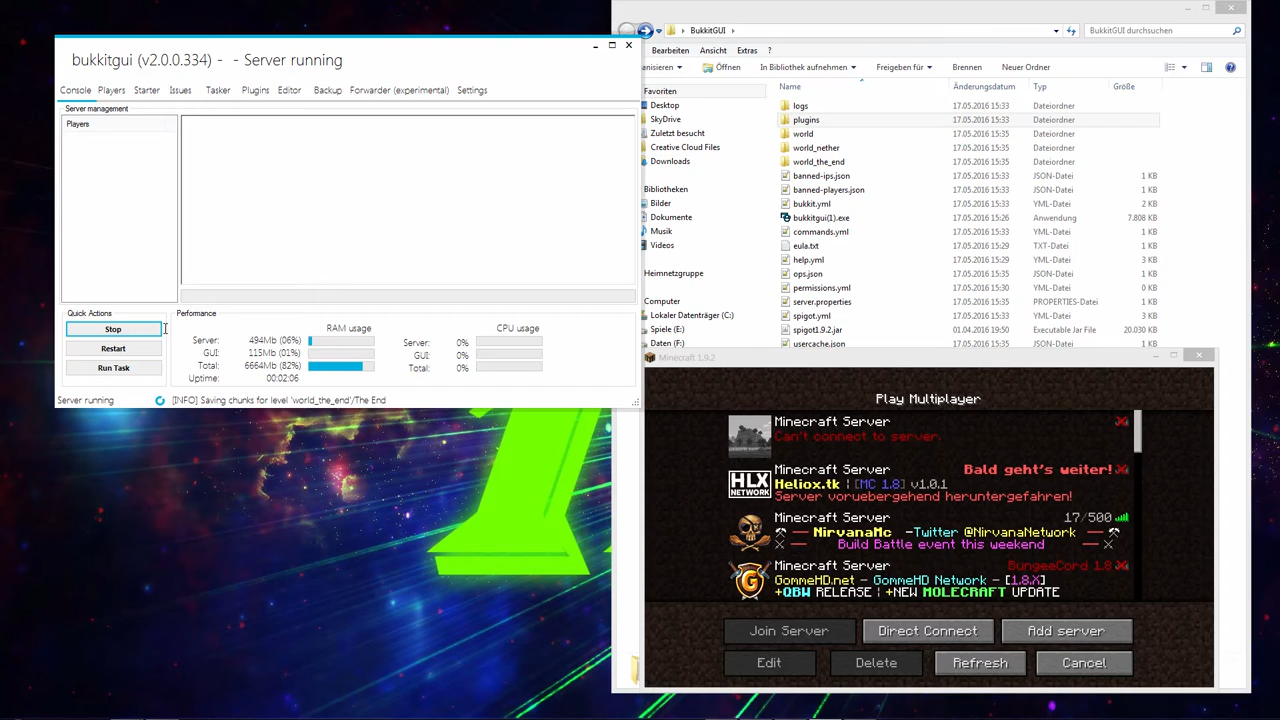 bukkitgui (v2.0.0.334) - - Server running
Console Players Starter Issues Tasker Plugins Editor Backup Forwarder (experimental) Settings
Server management
Players
Quick Actions
Stop
Restart
Run Task
Performance
RAM usage
CPU usage
Server: 494Mb (06%)
GUI: 115Mb (01%)
Total: 6664Mb (82%)
Uptime: 00:02:06
Server: 0%
GUI: 0%
Total: 0%
Server running
[INFO] Saving chunks for level 'world_the_end'/The End
BukkitGUI
BukkitGUI durchsuchen
Bearbeiten Ansicht Extras ?
anisieren Öffnen In Bibliothek aufnehmen Freigeben für Brennen Neuer Ordner
Favoriten
Desktop
SkyDrive
Zuletzt besucht
Creative Cloud Files
Downloads
Bibliotheken
Bilder
Dokumente
Musik
Videos
Heimnetzgruppe
Computer
Lokaler Datenträger (C:)
Spiele (E:)
Daten (F:)
Name Änderungsdatum Typ Größe
logs 17.05.2016 15:33 Dateiordner
plugins 17.05.2016 15:33 Dateiordner
world 17.05.2016 15:35 Dateiordner
world_nether 17.05.2016 15:35 Dateiordner
world_the_end 17.05.2016 15:35 Dateiordner
banned-ips.json 17.05.2016 15:33 JSON-Datei 1 KB
banned-players.json 17.05.2016 15:33 JSON-Datei 1 KB
bukkit.yml 17.05.2016 15:33 YML-Datei 2 KB
bukkitgui(1).exe 17.05.2016 15:26 Anwendung 7.808 KB
commands.yml 17.05.2016 15:33 YML-Datei 1 KB
eula.txt 17.05.2016 15:29 TXT-Datei 1 KB
help.yml 17.05.2016 15:29 YML-Datei 3 KB
ops.json 17.05.2016 15:33 JSON-Datei 1 KB
permissions.yml 17.05.2016 15:30 YML-Datei 0 KB
server.properties 17.05.2016 15:33 PROPERTIES-Datei 1 KB
spigot.yml 17.05.2016 15:33 YML-Datei 3 KB
spigot1.9.2.jar 01.04.2016 19:50 Executable Jar File 20.030 KB
usercache.json 17.05.2016 15:33 JSON-Datei 1 KB
Minecraft 1.9.2
Play Multiplayer
Minecraft Server
Can't connect to server.
HLX
NETWORK
Minecraft Server Bald geht's weiter!
Heliox.tk | [MC 1.8] v1.0.1
Server voruebergehend heruntergefahren!
Minecraft Server 17/500
NirvanaMc -Twitter @NirvanaNetwork
Build Battle event this weekend
G
Minecraft Server BungeeCord 1.8
GommeHD.net - GommeHD Network - [1.8.X]
+QBW RELEASE | +NEW MOLECRAFT UPDATE
Join Server Direct Connect Add server
Edit Delete Refresh Cancel